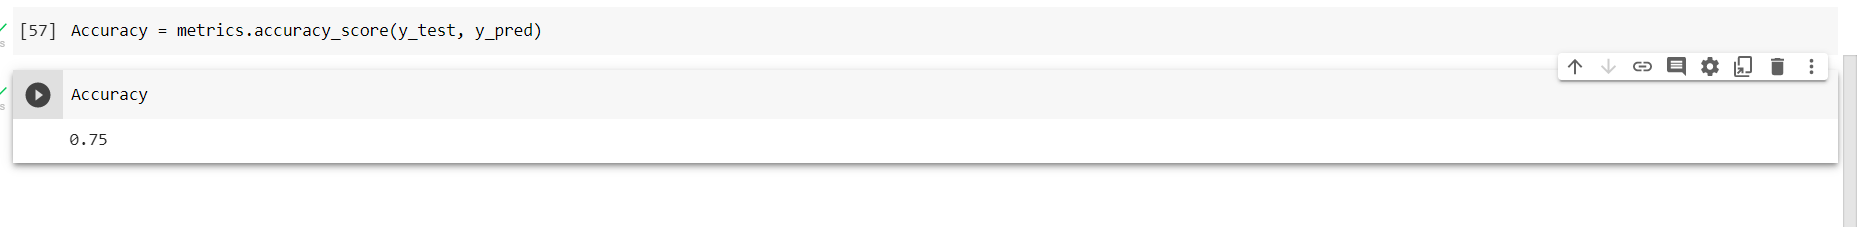 [57] Accuracy = metrics.accuracy_score(y_test, y_pred)
s
Accuracy
s
0.75